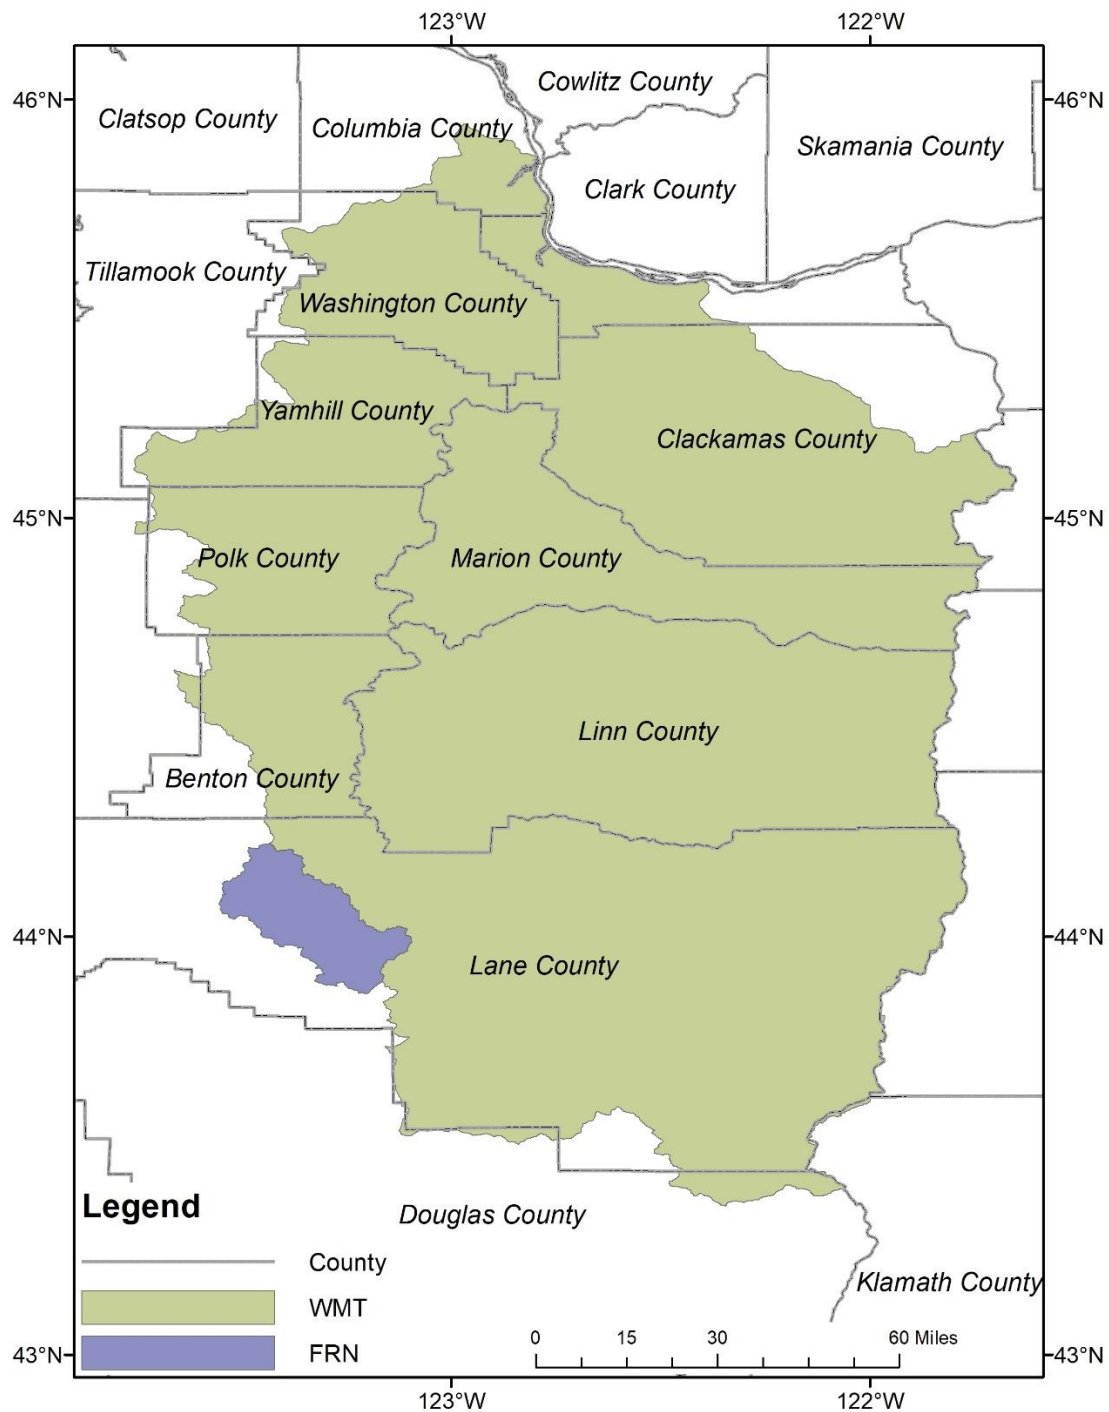 123°W
122°W
46°N
46°N
Cowlitz County
Clatsop County
Columbia County
Skamania County
Clark County
Tillamook County
Washington County
Yamhill County
Clackamas County
45°N
45°N
Polk County
Marion County
Linn County
Benton County
44°N
44°N
Lane County
Legend
Douglas County
County
Klamath County
WMT
0 15 30 60 Miles
FRN
43°N
43°N
123°W
122°W